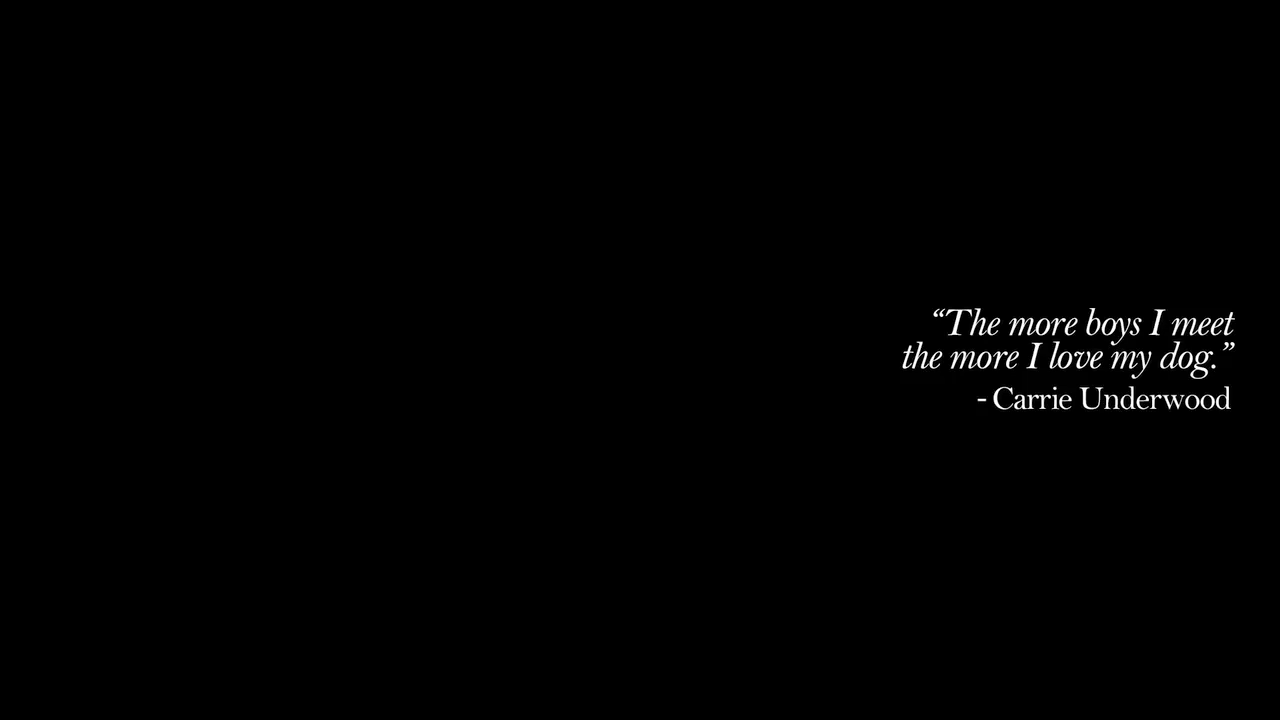 “The more boys I meet
the more I love my dog.”
- Carrie Underwood